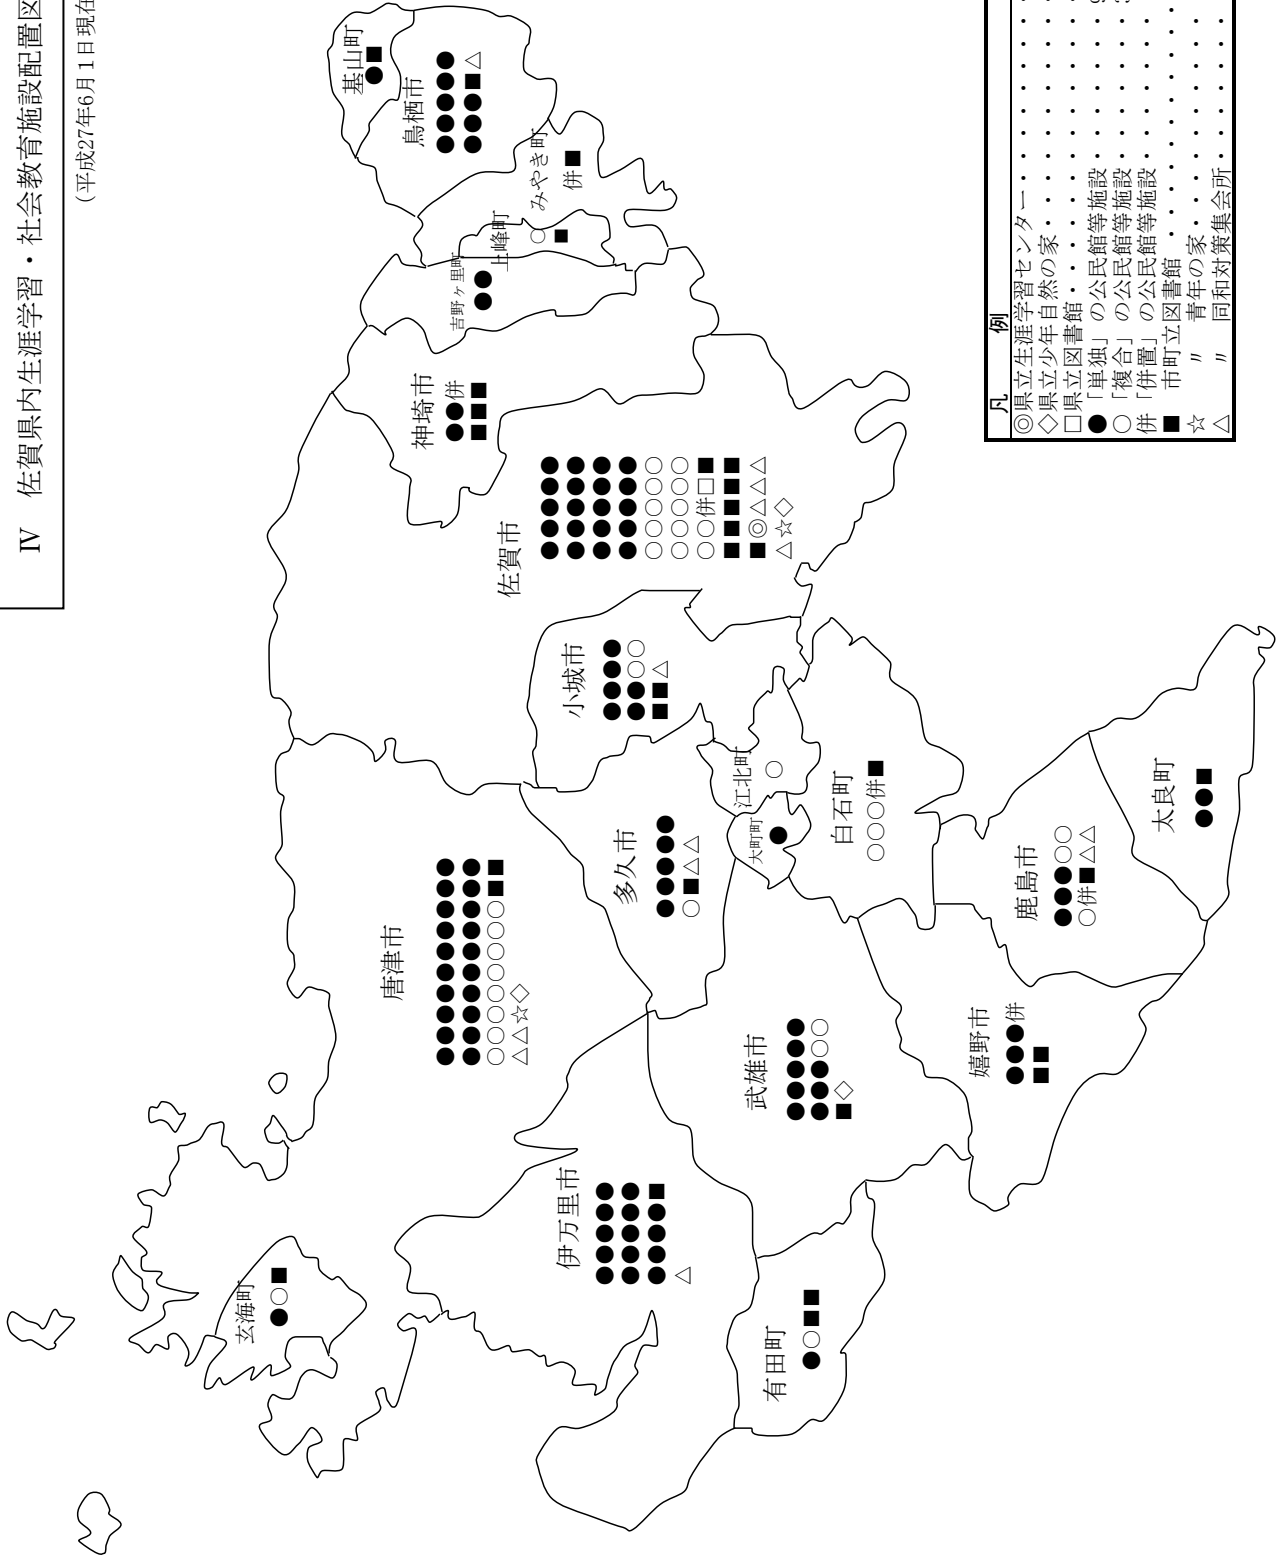 Ⅳ 佐賀県内生涯学習・社会教育施設配置図
(平成27年6月1日現在
基山町
●■
鳥栖市
●●●●●
●●●■△
みやき町
併■
上峰町
○
■
吉野ヶ里町
●●
神埼市
●●併
■■■
佐賀市
●●●●●
●●●●●
●●●●●
●●●●●
○○○○○
○○○○○
○○併□■
■■■■■
■◎△△△
△☆◇
小城市
●●●●
●●○○
■■△
多久市
●●●●●
○■△△
江北町
○
大町町
●
白石町
○○○併■
鹿島市
●●●○○
○併■△△
太良町
●●■
嬉野市
●●●併
■■
武雄市
●●●●●
●●●○○
■◇
唐津市
●●●●●●●●●●
●●●●●●●●●●
○○○○○○○○■■
△△☆◇
伊万里市
●●●●●
●●●●●
●●●●■
△
有田町
●○■■
玄海町
●○■
凡 例
◎県立生涯学習センター・・・・・・・・・
◇県立少年自然の家・・・・・・・・・・・
□県立図書館・・・・・・・・・・・・・
●「単独」の公民館等施設・・・・・・・・
○「複合」の公民館等施設・・・・・・・・
併「併置」の公民館等施設
■ 市町立図書館・・・・・・・・・・・
☆ 〃 青年の家・・・・・・・・・・
△ 〃 同和対策集会所・・・・・・・・